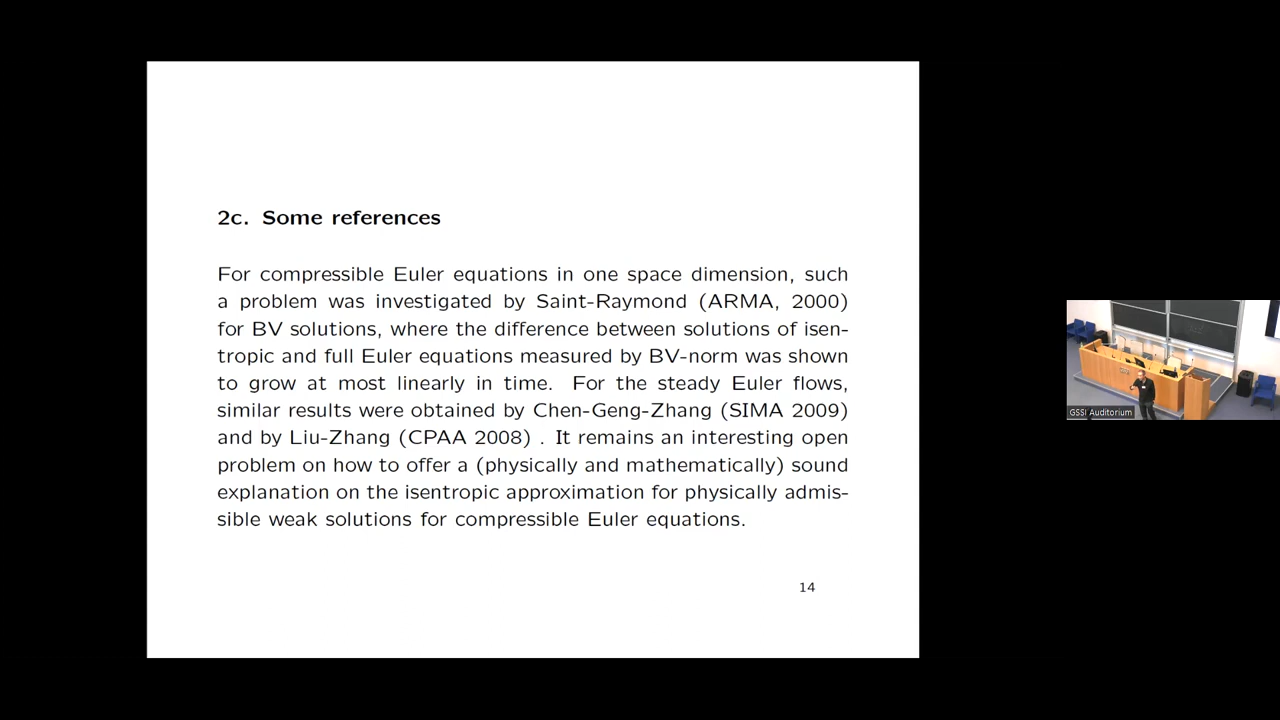 2c. Some references
For compressible Euler equations in one space dimension, such
a problem was investigated by Saint-Raymond (ARMA, 2000)
for BV solutions, where the difference between solutions of isen-
tropic and full Euler equations measured by BV-norm was shown
to grow at most linearly in time. For the steady Euler flows,
similar results were obtained by Chen-Geng-Zhang (SIMA 2009)
and by Liu-Zhang (CPAA 2008) . It remains an interesting open
problem on how to offer a (physically and mathematically) sound
explanation on the isentropic approximation for physically admis-
sible weak solutions for compressible Euler equations.
14
GSSI Auditorium